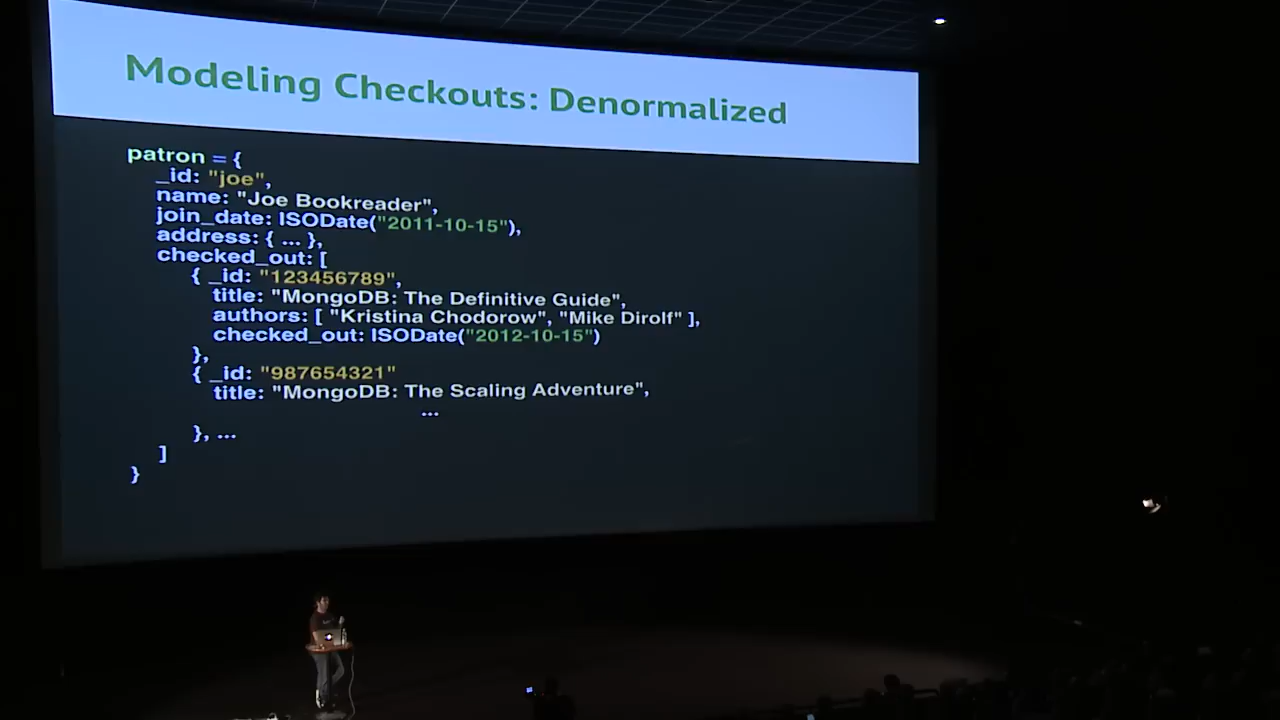 Modeling Checkouts: Denormalized
patron = {
_id: "joe",
name: "Joe Bookreader",
join_date: ISODate("2011-10-15"),
address: { ... },
checked_out: [
{ _id: "123456789",
title: "MongoDB: The Definitive Guide",
authors: [ "Kristina Chodorow", "Mike Dirolf" ],
checked_out: ISODate("2012-10-15")
},
{ _id: "987654321"
title: "MongoDB: The Scaling Adventure",
...
}, ...
]
}